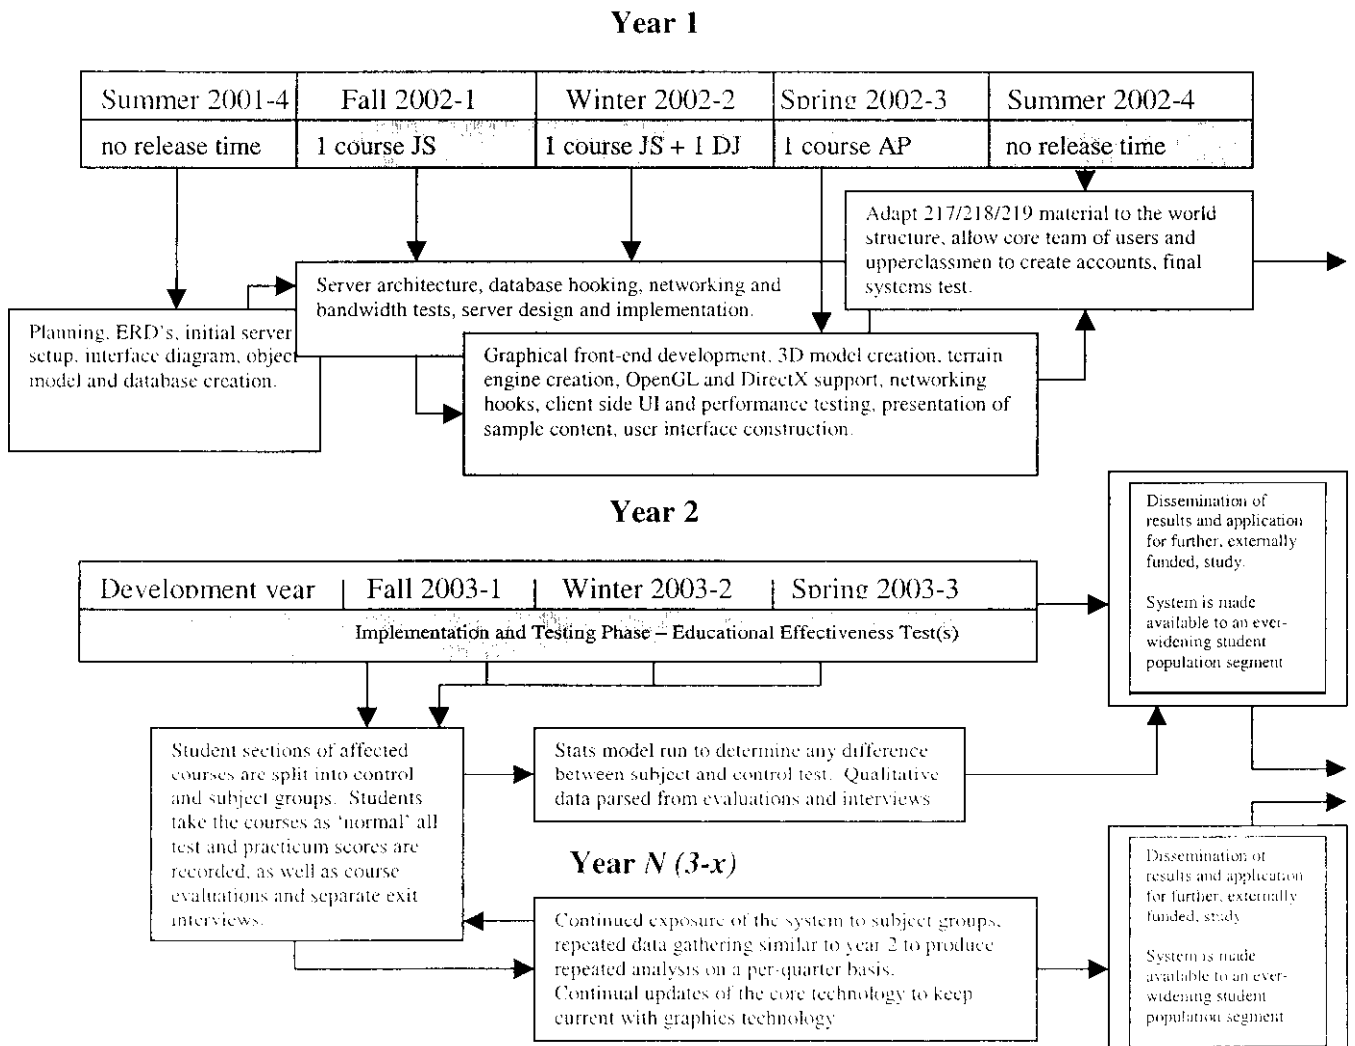 Year 1
Summer 2001-4
Fall 2002-1
Winter 2002-2
Spring 2002-3
Summer 2002-4
no release time
1 course JS
1 course JS + 1 DJ
1 course AP
no release time
Adapt 217/218/219 material to the world
structure, allow core team of users and
upperclassmen to create accounts, final
systems test.
Server architecture, database hooking, networking and
bandwidth tests, server design and implementation.
Planning, ERD's, initial server
setup, interface diagram, object
model and database creation.
Graphical front-end development, 3D model creation, terrain
engine creation, OpenGL and DirectX support, networking
hooks, client side UI and performance testing, presentation of
sample content, user interface construction.
Year 2
Development year
Fall 2003-1
Winter 2003-2
Spring 2003-3
Implementation and Testing Phase – Educational Effectiveness Test(s)
Dissemination of
results and application
for further, externally
funded, study.
System is made
available to an ever-
widening student
population segment
Student sections of affected
courses are split into control
and subject groups. Students
take the courses as ‘normal’ all
test and practicum scores are
recorded, as well as course
evaluations and separate exit
interviews.
Stats model run to determine any difference
between subject and control test. Qualitative
data parsed from evaluations and interviews
Year N (3-x)
Continued exposure of the system to subject groups,
repeated data gathering similar to year 2 to produce
repeated analysis on a per-quarter basis.
Continual updates of the core technology to keep
current with graphics technology
Dissemination of
results and application
for further, externally
funded, study
System is made
available to an ever-
widening student
population segment